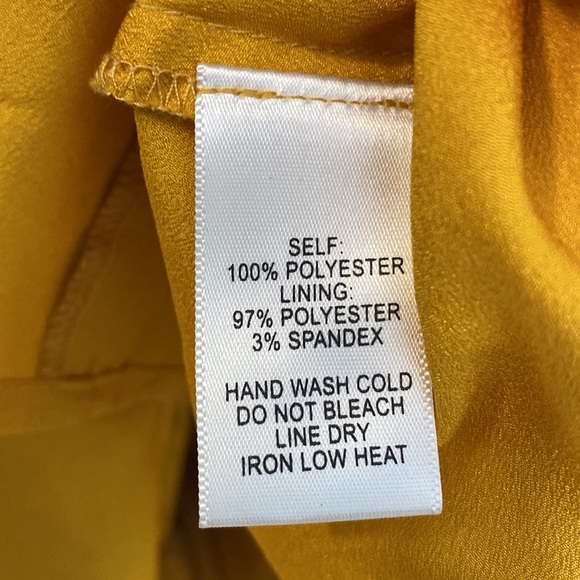 SELF:
100% POLYESTER
LINING:
97% POLYESTER
3% SPANDEX
HAND WASH COLD
DO NOT BLEACH
LINE DRY
IRON LOW HEAT